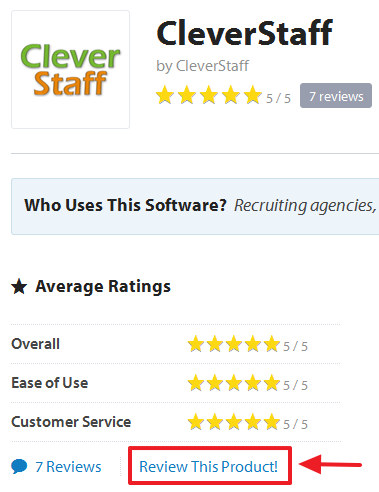 Clever
Staff
CleverStaff
by CleverStaff
5 / 5 7 reviews
Who Uses This Software? Recruiting agencies,
Average Ratings
Overall 5 / 5
Ease of Use 5 / 5
Customer Service 5 / 5
7 Reviews Review This Product!